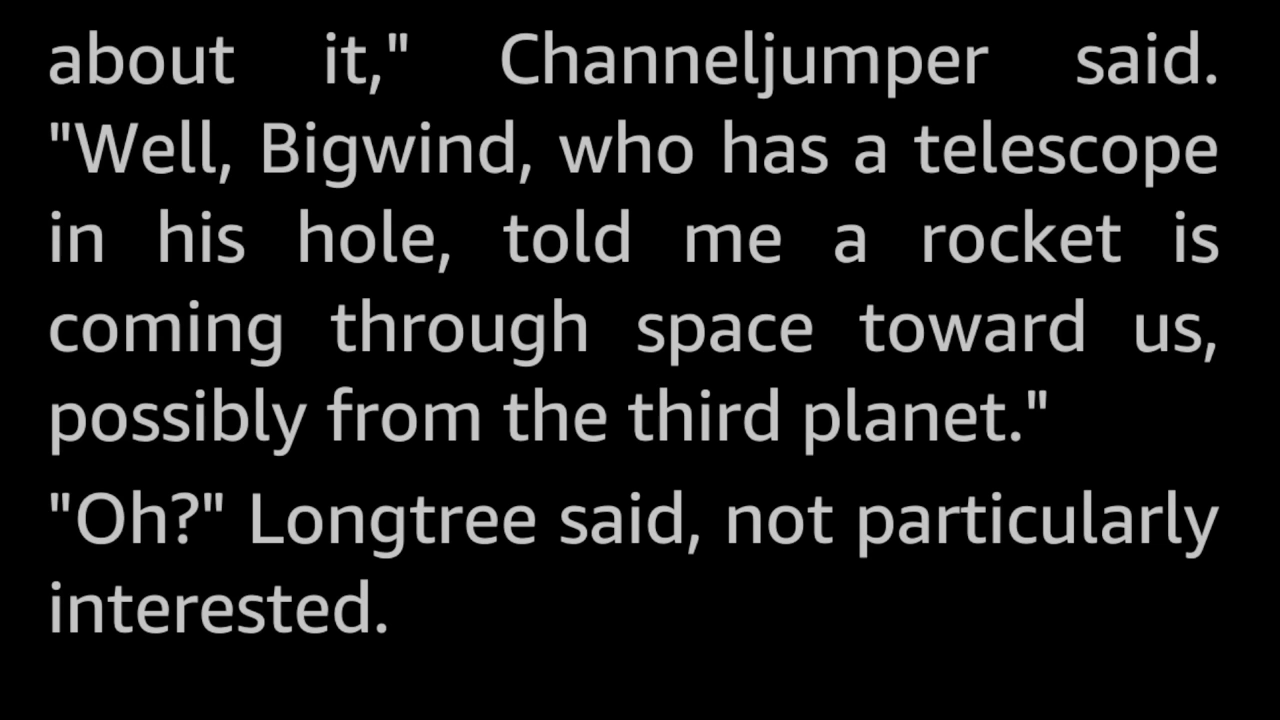 about it," Channeljumper said.
"Well, Bigwind, who has a telescope
in his hole, told me a rocket is
coming through space toward us,
possibly from the third planet."
"Oh?" Longtree said, not particularly
interested.